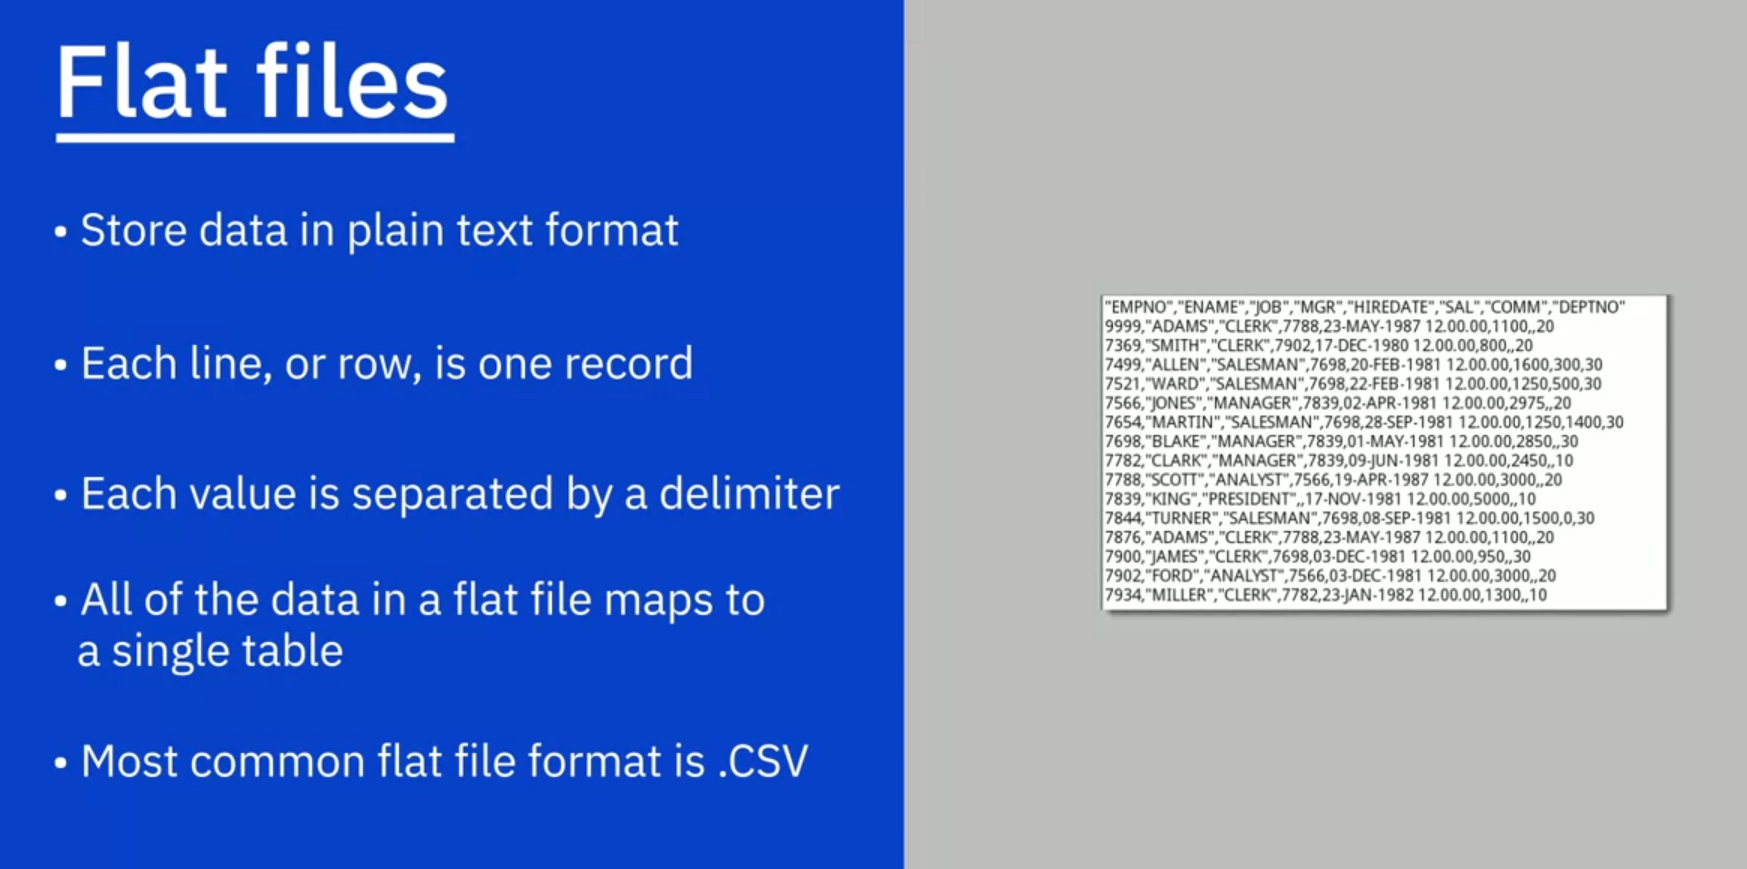 Flat files
• Store data in plain text format
• Each line, or row, is one record
• Each value is separated by a delimiter
• All of the data in a flat file maps to
a single table
• Most common flat file format is .CSV
"EMPNO","ENAME","JOB","MGR","HIREDATE","SAL","COMM","DEPTNO"
9999,"ADAMS","CLERK",7788,23-MAY-1987 12.00.00,1100,,20
7369,"SMITH","CLERK",7902,17-DEC-1980 12.00.00,800,,20
7499,"ALLEN","SALESMAN",7698,20-FEB-1981 12.00.00,1600,300,30
7521,"WARD","SALESMAN",7698,22-FEB-1981 12.00.00,1250,500,30
7566,"JONES","MANAGER",7839,02-APR-1981 12.00.00,2975,,20
7654,"MARTIN","SALESMAN",7698,28-SEP-1981 12.00.00,1250,1400,30
7698,"BLAKE","MANAGER",7839,01-MAY-1981 12.00.00,2850,,30
7782,"CLARK","MANAGER",7839,09-JUN-1981 12.00.00,2450,,10
7788,"SCOTT","ANALYST",7566,19-APR-1987 12.00.00,3000,,20
7839,"KING","PRESIDENT",,17-NOV-1981 12.00.00,5000,,10
7844,"TURNER","SALESMAN",7698,08-SEP-1981 12.00.00,1500,0,30
7876,"ADAMS","CLERK",7788,23-MAY-1987 12.00.00,1100,,20
7900,"JAMES","CLERK",7698,03-DEC-1981 12.00.00,950,,30
7902,"FORD","ANALYST",7566,03-DEC-1981 12.00.00,3000,,20
7934,"MILLER","CLERK",7782,23-JAN-1982 12.00.00,1300,,10